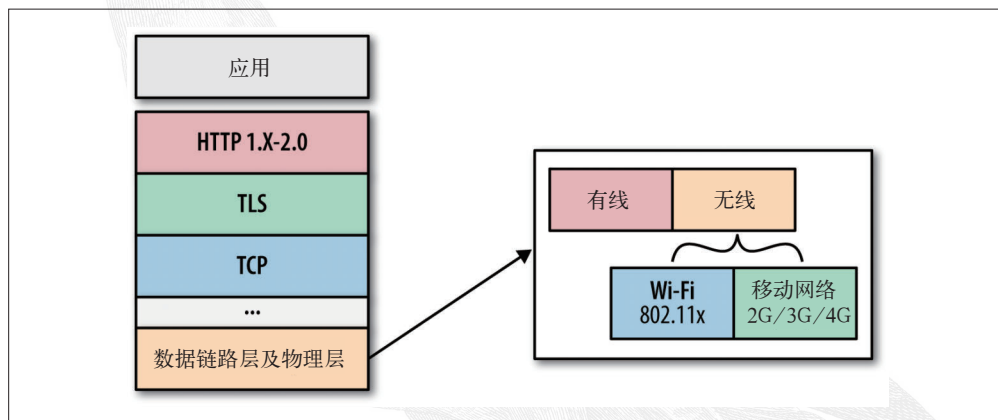 应用
HTTP 1.X-2.0
TLS
TCP
...
数据链路层及物理层
有线
无线
Wi-Fi
802.11x
移动网络
2G/3G/4G